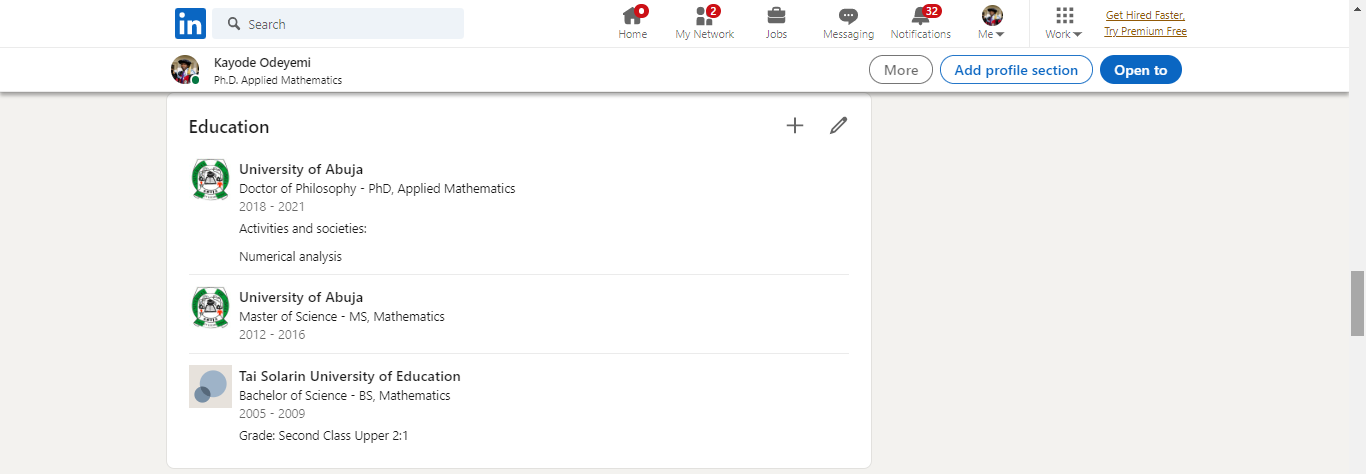 in
Search
Home
2
My Network
Jobs
Messaging
32
Notifications
Me
Work
Get Hired Faster,
Try Premium Free
Kayode Odeyemi
Ph.D. Applied Mathematics
More
Add profile section
Open to
Education
University of Abuja
Doctor of Philosophy - PhD, Applied Mathematics
2018 - 2021
Activities and societies:
Numerical analysis
University of Abuja
Master of Science - MS, Mathematics
2012 - 2016
Tai Solarin University of Education
Bachelor of Science - BS, Mathematics
2005 - 2009
Grade: Second Class Upper 2:1